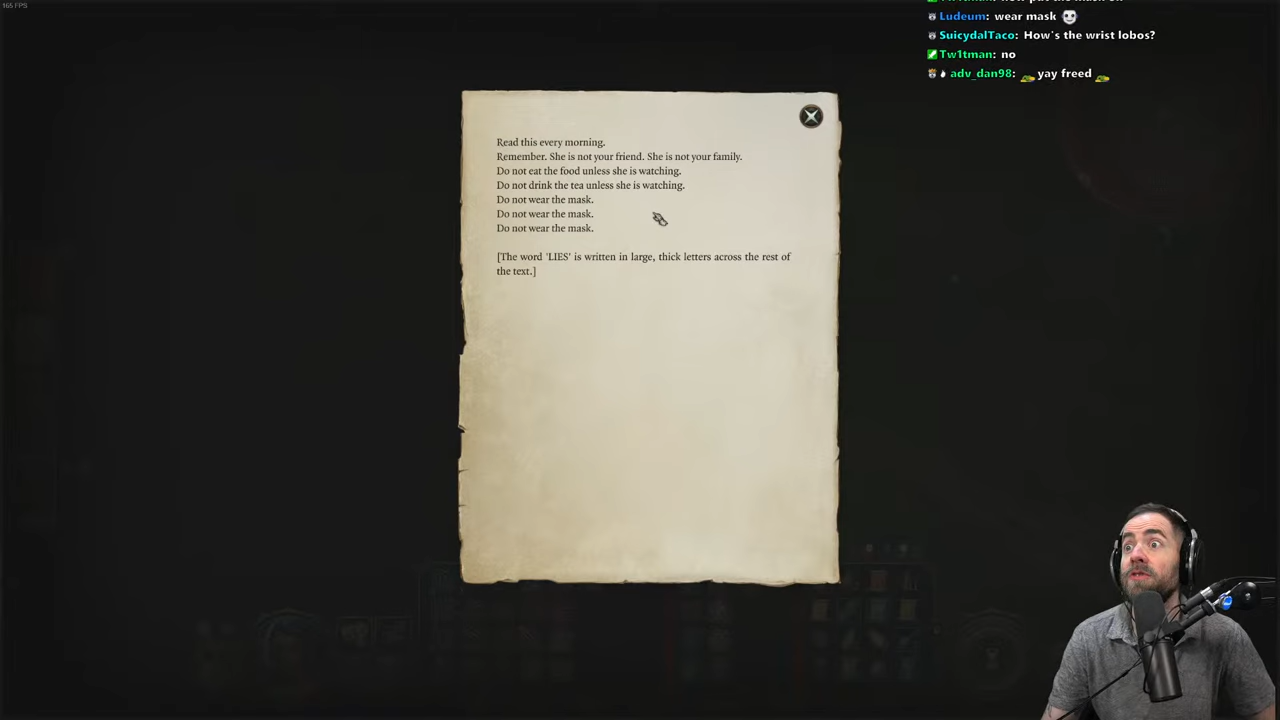 165 FPS
Ludeum: wear mask
SuicydalTaco: How's the wrist lobos?
Tw1tman: no
adv_dan98: yay freed
Read this every morning.
Remember. She is not your friend. She is not your family.
Do not eat the food unless she is watching.
Do not drink the tea unless she is watching.
Do not wear the mask.
Do not wear the mask.
Do not wear the mask.
[The word 'LIES' is written in large, thick letters across the rest of
the text.]